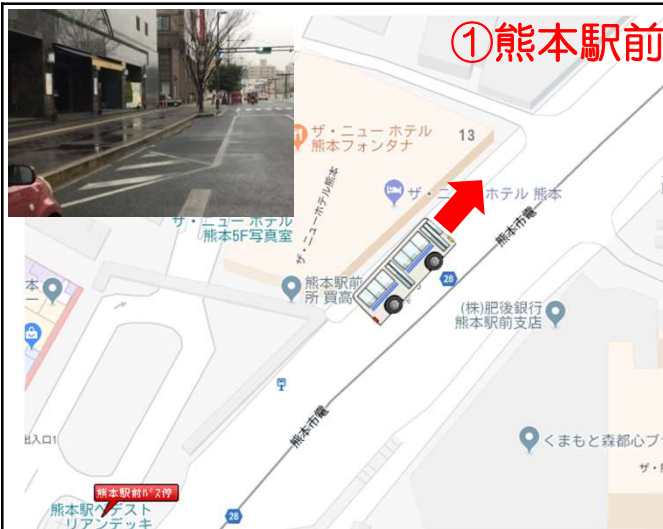 ①熊本駅前
ザ・ニュー ホテル
熊本フォンタナ
13
ザ・ニュ
ホテル 熊本
ザ・ニュー ホテル
熊本5F写真室
ザ・ニューホテル熊本
熊本市電
本
ー
熊本駅前
所 買高
28
(株)肥後銀行
熊本駅前支店
熊本市電
出入口1
くまもと森都心プ
ザ・熊
熊本駅前バス停
熊本駅ペデスト
リアンデッキ
28